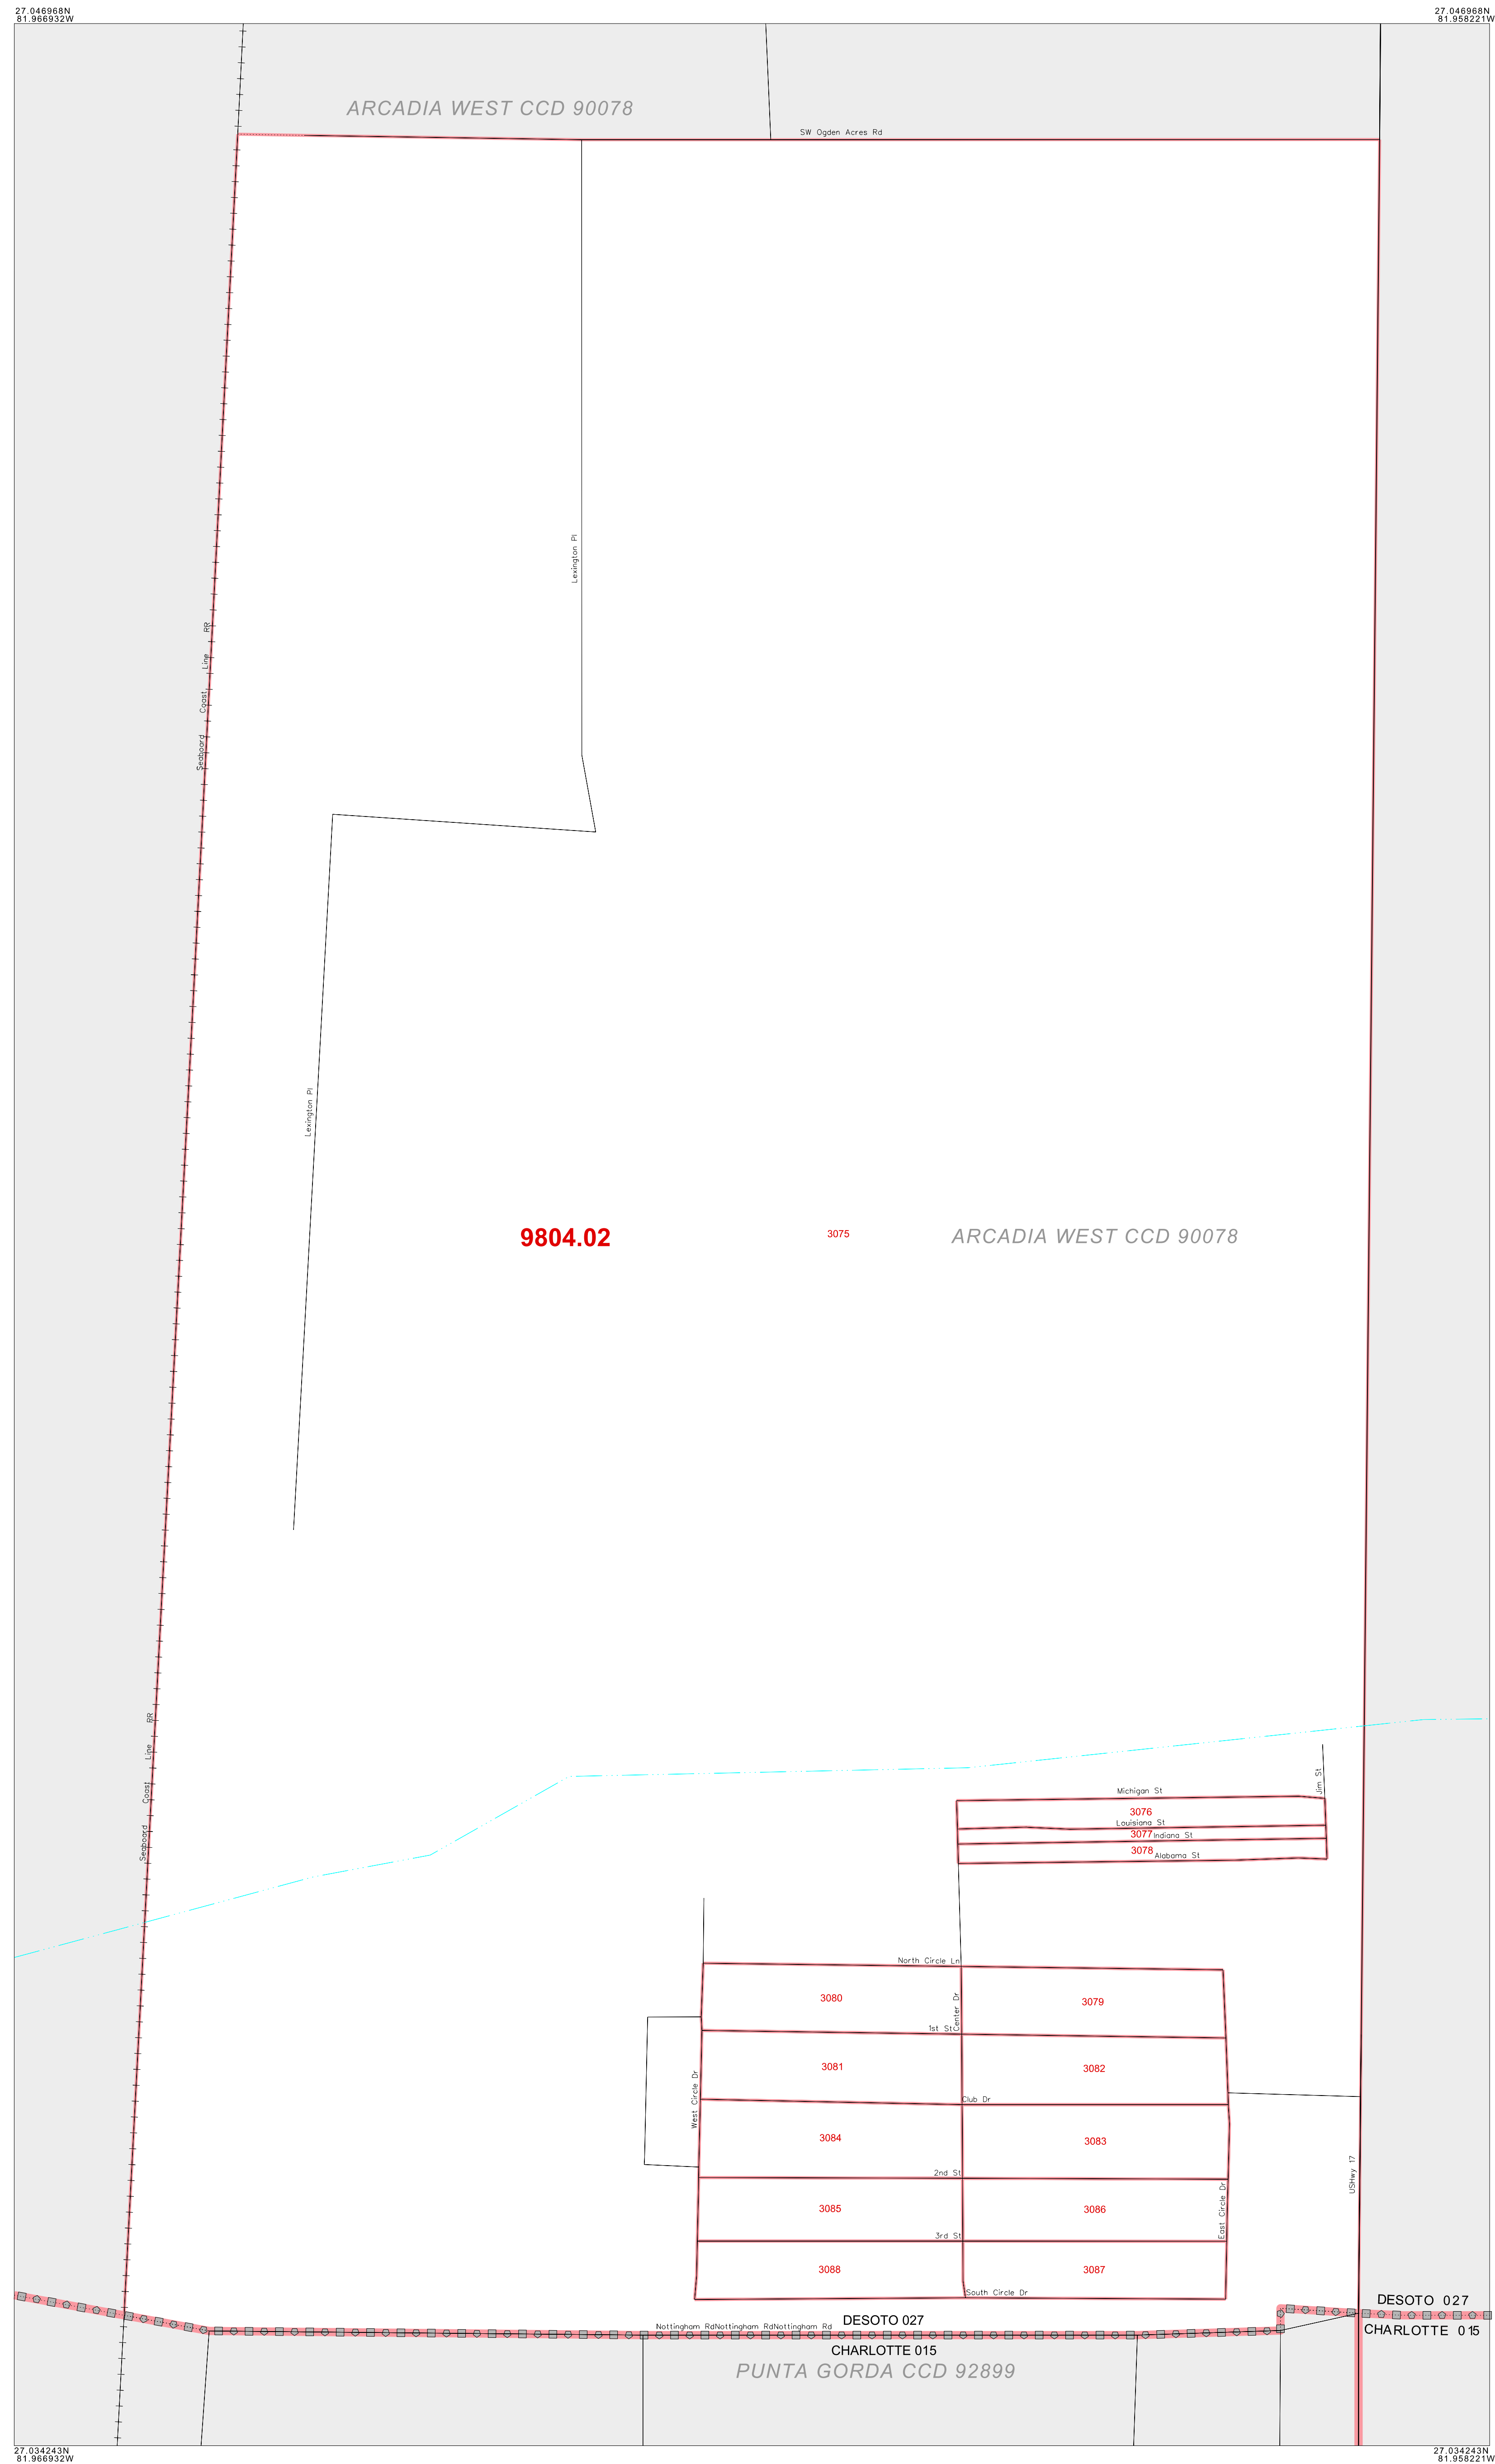 27.046968N
81.966932W
27.046968N
81.958221W
ARCADIA WEST CCD 90078
SW Ogden Acres Rd
Lexington Pl
Seaboard Coast Line RR
Lexington Pl
9804.02
3075
ARCADIA WEST CCD 90078
Seaboard Coast Line RR
Jim St
Michigan St
3076
Louisiana St
3077
Indiana St
3078
Alabama St
North Circle Ln
3080
Center Dr
3079
1st St
3081
3082
West Circle Dr
Club Dr
3084
3083
2nd St
USHwy 17
3085
3086
East Circle Dr
3rd St
3088
3087
South Circle Dr
DESOTO 027
DESOTO 027
Nottingham RdNottingham RdNottingham Rd
CHARLOTTE 015
CHARLOTTE 015
PUNTA GORDA CCD 92899
27.034243N
81.966932W
27.034243N
81.958221W